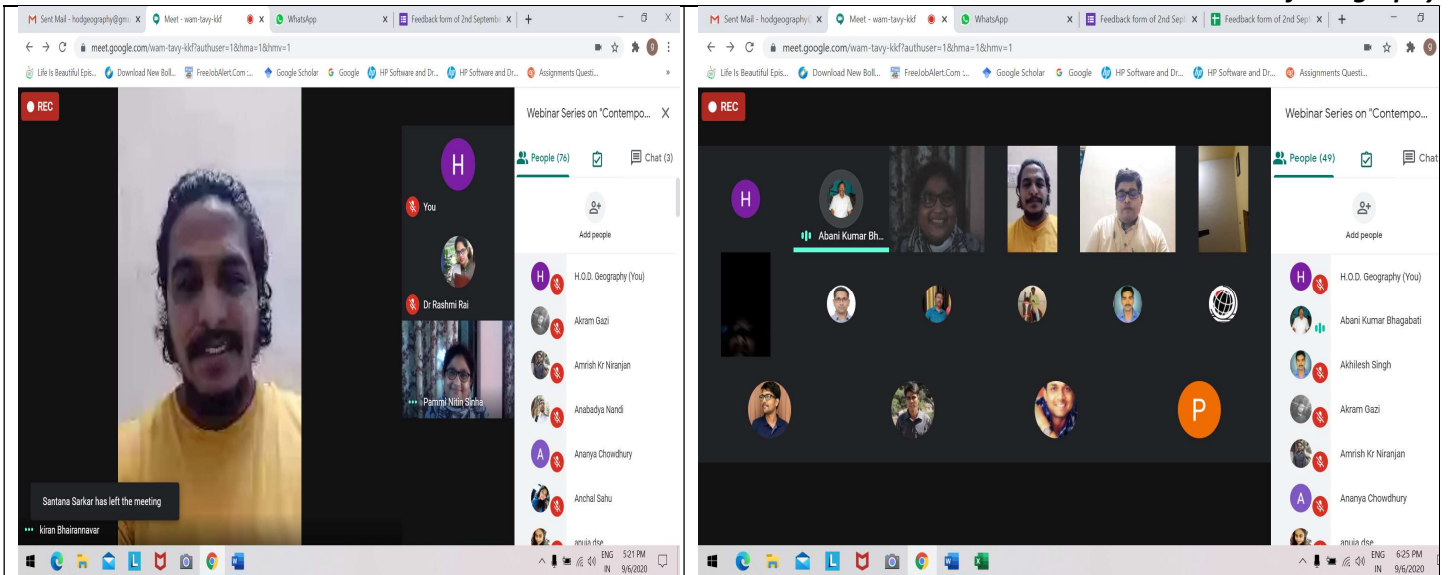 Sent Mail - hodgeography@gm
Meet - wam-tavy-kkf
WhatsApp
Feedback form of 2nd Septembe
meet.google.com/wam-tavy-kkf?authuser=1&hma=1&hmv=1
Life Is Beautiful Epis...
Download New Boll...
FreeJobAlert.Com :...
Google Scholar
Google
HP Software and Dr...
HP Software and Dr...
Assignments Questi...
REC
Webinar Series on "Contempo...
People (76)
Chat (3)
H
You
Add people
Dr Rashmi Rai
H
H.O.D. Geography (You)
Akram Gazi
Amrish Kr Niranjan
Pammi Nitin Sinha
Anabadya Nandi
A
Ananya Chowdhury
Anchal Sahu
anuja dse
Santana Sarkar has left the meeting
kiran Bhairannavar
ENG
IN
5:21 PM
9/6/2020
Sent Mail - hodgeography
Meet - wam-tavy-kkf
WhatsApp
Feedback form of 2nd Sept
Feedback form of 2nd Sept
meet.google.com/wam-tavy-kkf?authuser=1&hma=1&hmv=1
Life Is Beautiful Epis...
Download New Boll...
FreeJobAlert.Com :...
Google Scholar
Google
HP Software and Dr...
HP Software and Dr...
Assignments Questi...
REC
Webinar Series on "Contempo...
People (49)
Chat
H
Abani Kumar Bh...
Add people
P
H
H.O.D. Geography (You)
Abani Kumar Bhagabati
Akhilesh Singh
Akram Gazi
Amrish Kr Niranjan
A
Ananya Chowdhury
anuja dse
ENG
IN
6:25 PM
9/6/2020